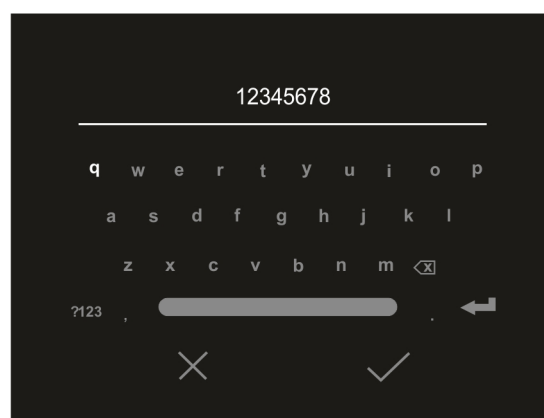 12345678
q w e r t y u i o p
a s d f g h j k l
z x c v b n m
?123 , .